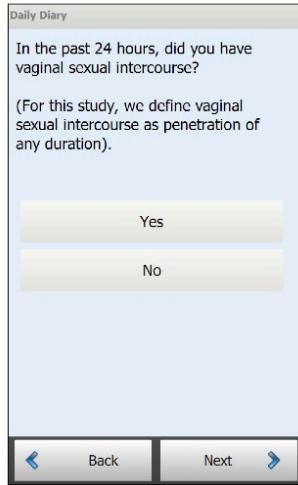 Daily Diary
In the past 24 hours, did you have
vaginal sexual intercourse?
(For this study, we define vaginal
sexual intercourse as penetration of
any duration).
Yes
No
Back
Next